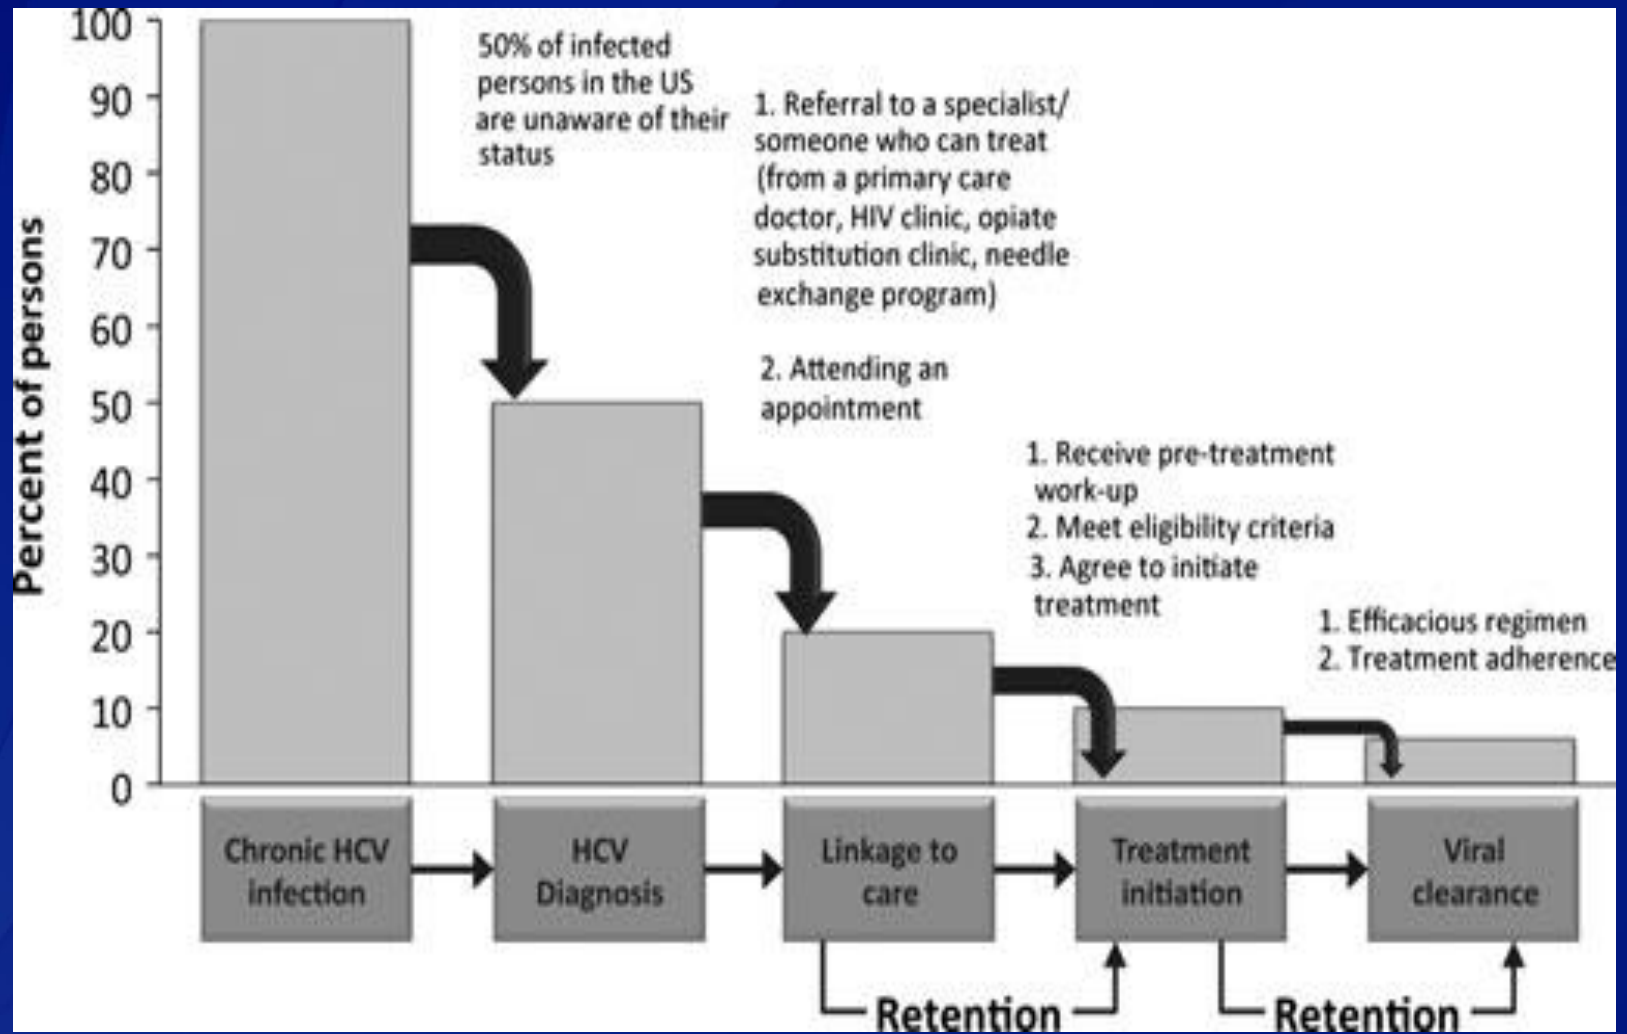 Percent of persons
100
90
80
70
60
50
40
30
20
10
0
50% of infected
persons in the US
are unaware of their
status
1. Referral to a specialist/
someone who can treat
(from a primary care
doctor, HIV clinic, opiate
substitution clinic, needle
exchange program)
2. Attending an
appointment
1. Receive pre-treatment
work-up
2. Meet eligibility criteria
3. Agree to initiate
treatment
1. Efficacious regimen
2. Treatment adherence
Chronic HCV
infection
HCV
Diagnosis
Linkage to
care
Treatment
initiation
Viral
clearance
Retention
Retention